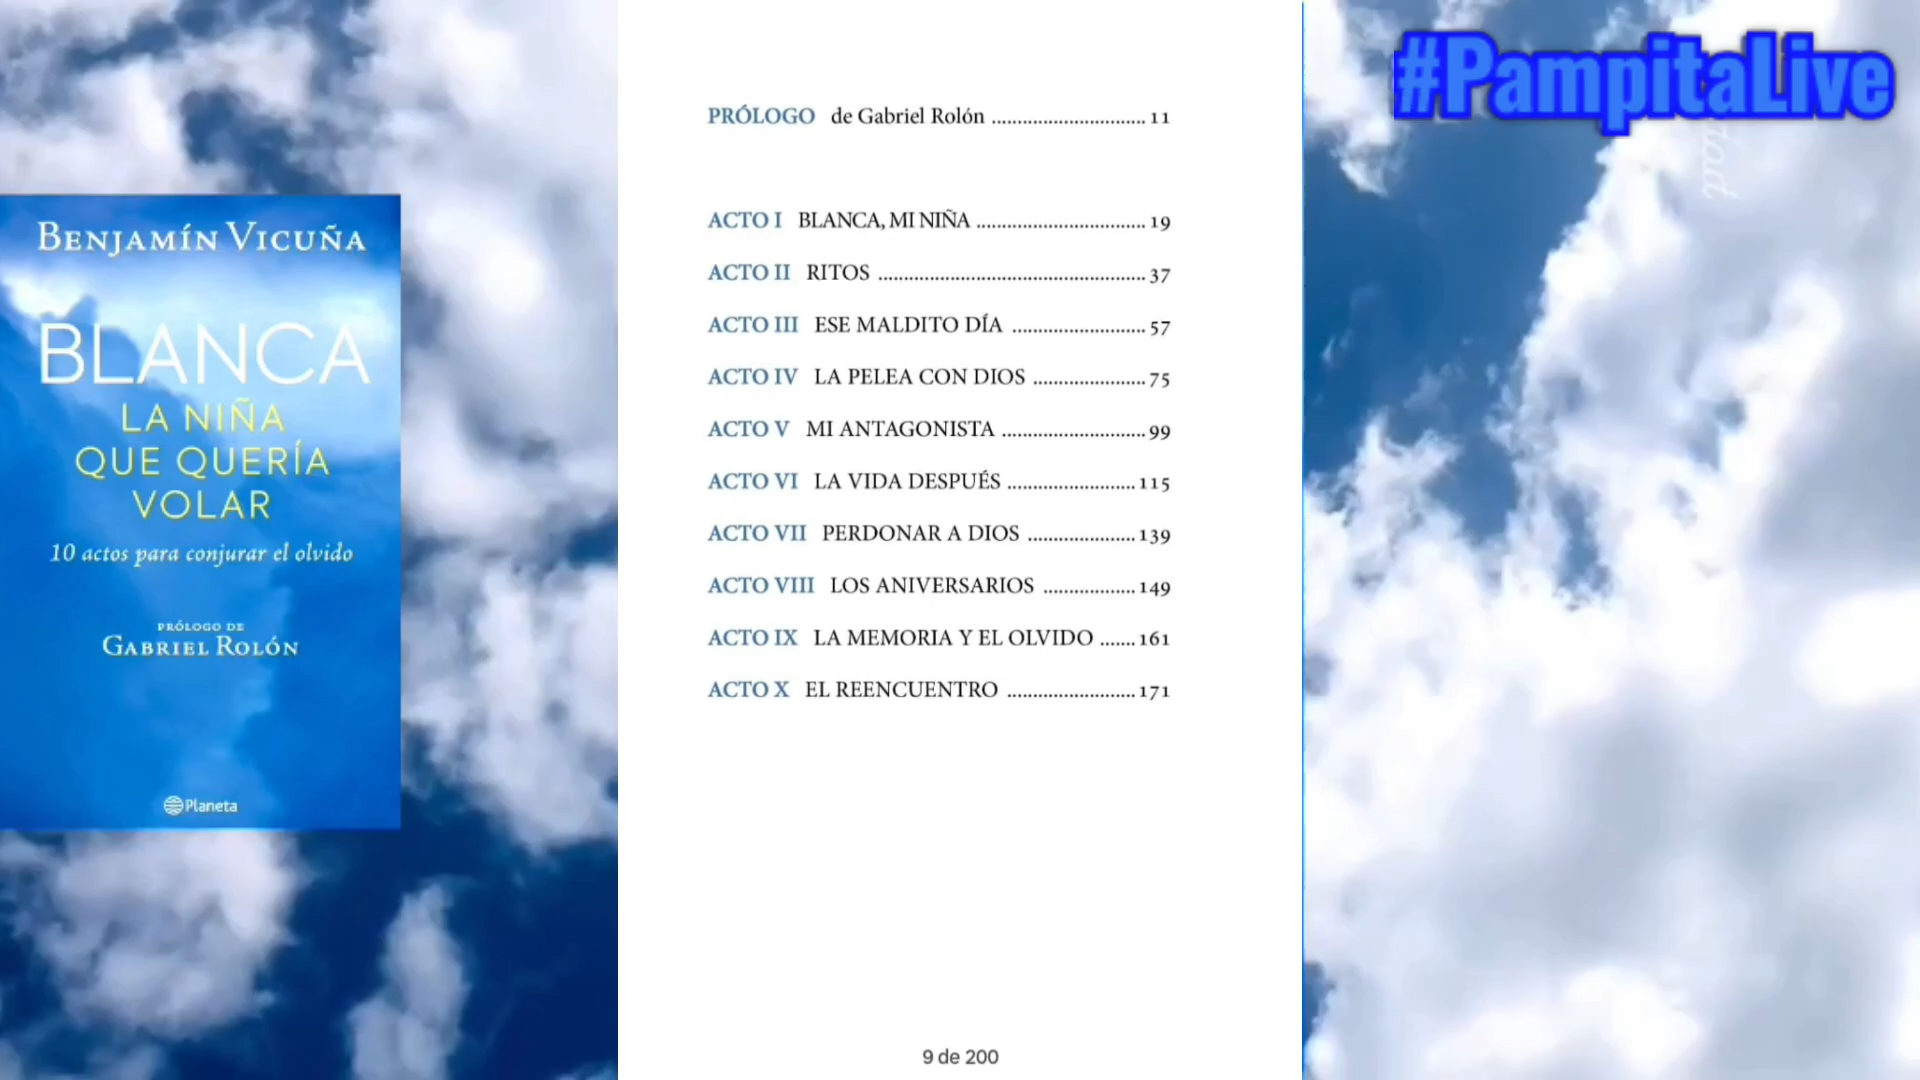 BENJAMÍN VICUÑA
BLANCA
LA NIÑA
QUE QUERÍA
VOLAR
10 actos para conjurar el olvido
PRÓLOGO DE
GABRIEL ROLÓN
Planeta
PRÓLOGO de Gabriel Rolón .............................. 11
ACTO I BLANCA, MI NIÑA ................................. 19
ACTO II RITOS .................................................... 37
ACTO III ESE MALDITO DÍA .......................... 57
ACTO IV LA PELEA CON DIOS ...................... 75
ACTO V MI ANTAGONISTA ............................ 99
ACTO VI LA VIDA DESPUÉS ......................... 115
ACTO VII PERDONAR A DIOS ..................... 139
ACTO VIII LOS ANIVERSARIOS .................. 149
ACTO IX LA MEMORIA Y EL OLVIDO ....... 161
ACTO X EL REENCUENTRO ......................... 171
9 de 200
#PampitaLive